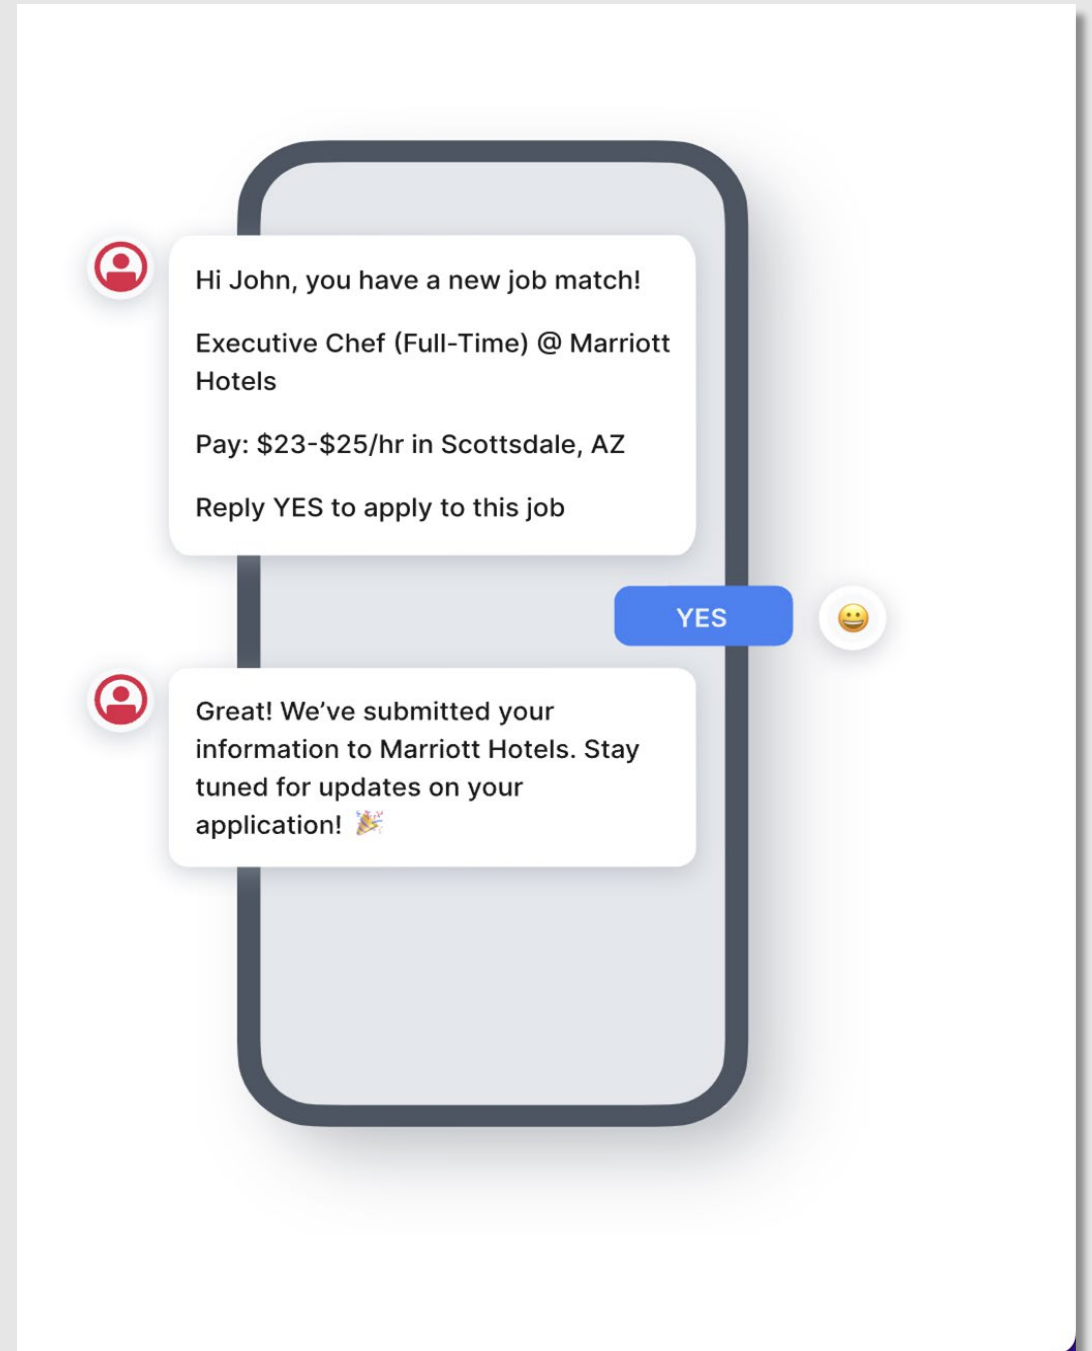 Hi John, you have a new job match!
Executive Chef (Full-Time) @ Marriott
Hotels
Pay: $23-$25/hr in Scottsdale, AZ
Reply YES to apply to this job
YES
Great! We’ve submitted your
information to Marriott Hotels. Stay
tuned for updates on your
application! 🎉